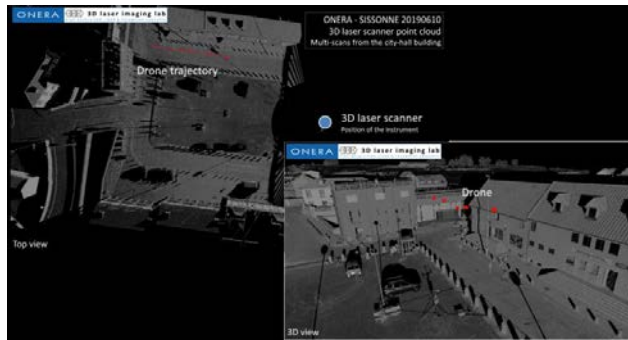 ONERA 3D laser imaging lab
ONERA - SISSONNE 20190610
3D laser scanner point cloud
Multi-scans from the city-hall building
Drone trajectory
3D laser scanner
Position of the instrument
ONERA 3D laser imaging lab
Drone
Top view
3D view